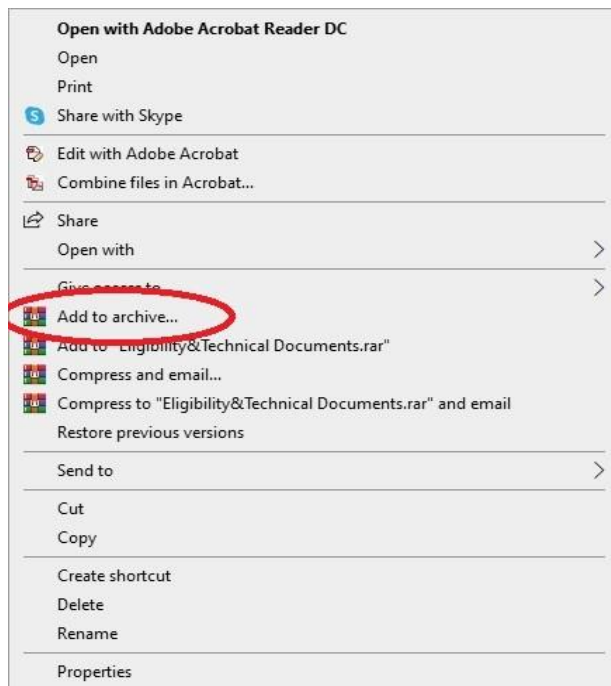 Open with Adobe Acrobat Reader DC
Open
Print
Share with Skype
Edit with Adobe Acrobat
Combine files in Acrobat...
Share
Open with
Give access to
Add to archive...
Add to "Eligibility&Technical Documents.rar"
Compress and email...
Compress to "Eligibility&Technical Documents.rar" and email
Restore previous versions
Send to
Cut
Copy
Create shortcut
Delete
Rename
Properties